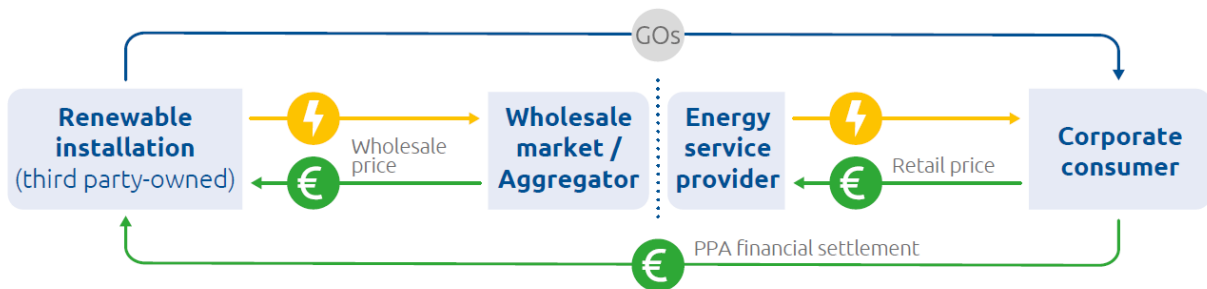 GOs
Renewable
installation
(third party-owned)
Wholesale
price
€
Wholesale
market /
Aggregator
Energy
service
provider
Retail price
€
Corporate
consumer
PPA financial settlement
€